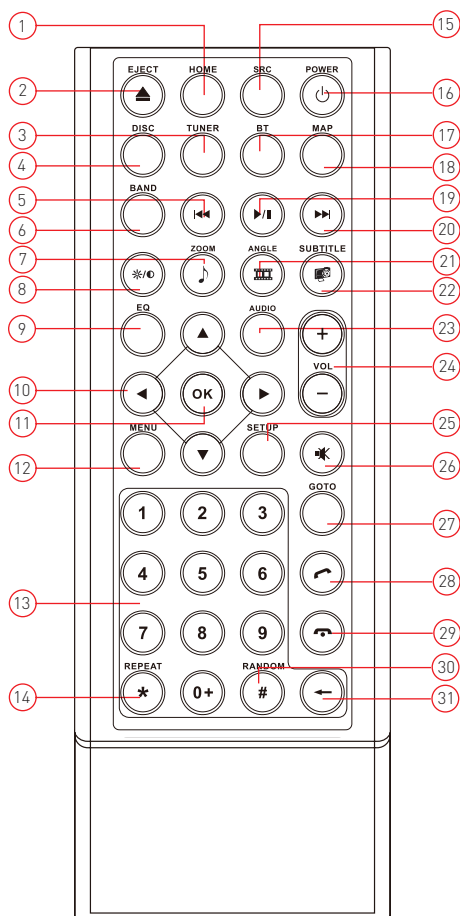 1
15
EJECT HOME SRC POWER
2
16
3
17
DISC TUNER BT MAP
4
18
BAND
5
19
6
20
ZOOM ANGLE SUBTITLE
7
21
8
22
EQ AUDIO
9
23
+
VOL
24
10
OK
−
11
25
MENU SETUP
12
26
GOTO
1 2 3
27
4 5 6
28
13
7 8 9
29
REPEAT RANDOM
30
14
* 0+ #
31